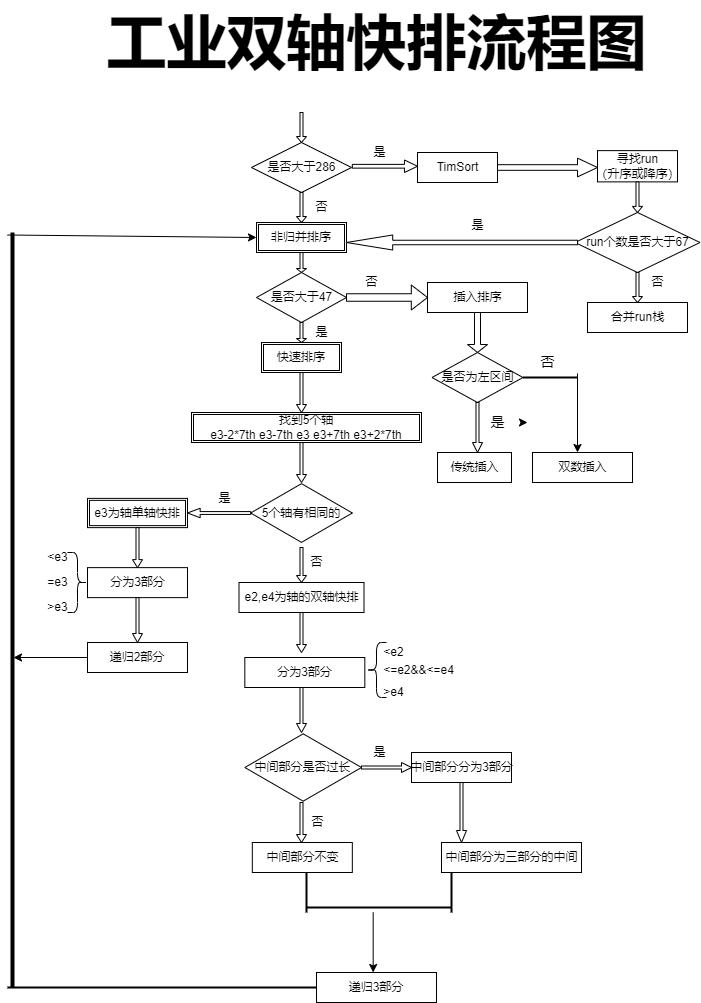 工业双轴快排流程图
是否大于286
是
TimSort
寻找run
(升序或降序)
否
非归并排序
是
run个数是否大于67
否
合并run栈
是否大于47
否
插入排序
是
快速排序
是否为左区间
否
是
传统插入
双数插入
找到5个轴
e3-2*7th e3-7th e3 e3+7th e3+2*7th
5个轴有相同的
是
e3为轴单轴快排
<e3
=e3
>e3
分为3部分
递归2部分
否
e2,e4为轴的双轴快排
分为3部分
<e2
<=e2&&<=e4
>e4
中间部分是否过长
是
中间部分分为3部分
否
中间部分不变
中间部分为三部分的中间
递归3部分